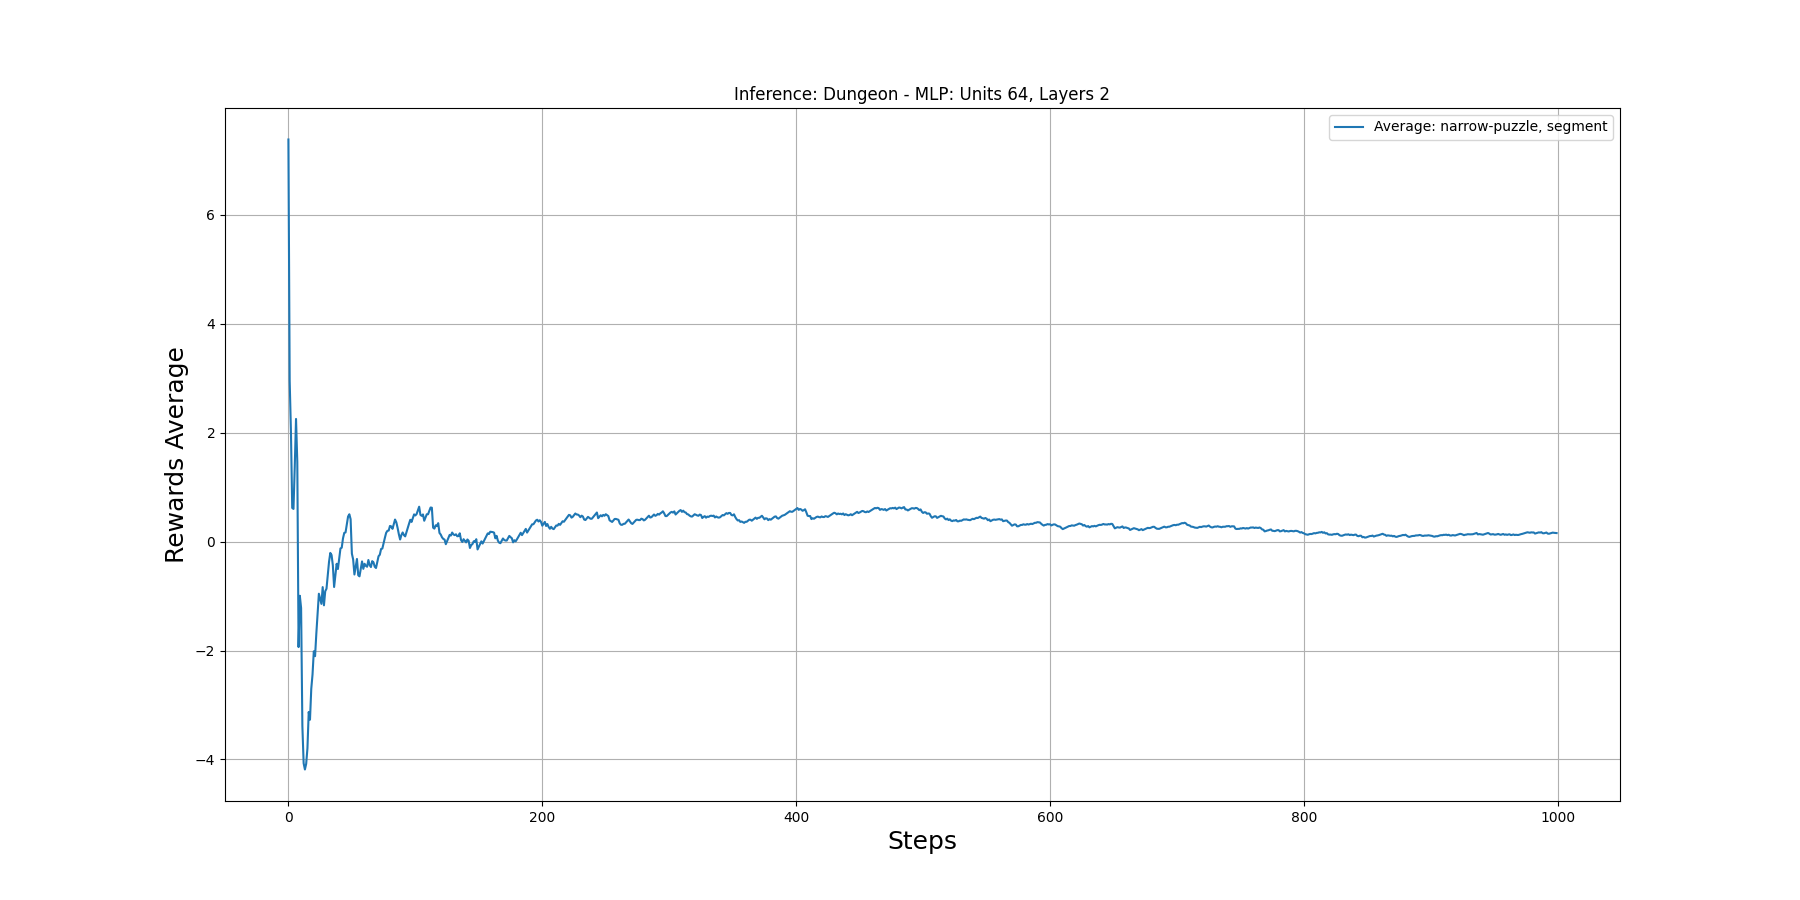 Inference: Dungeon - MLP: Units 64, Layers 2
Average: narrow-puzzle, segment
Rewards Average
6
4
2
0
−2
−4
0 200 400 600 800 1000
Steps